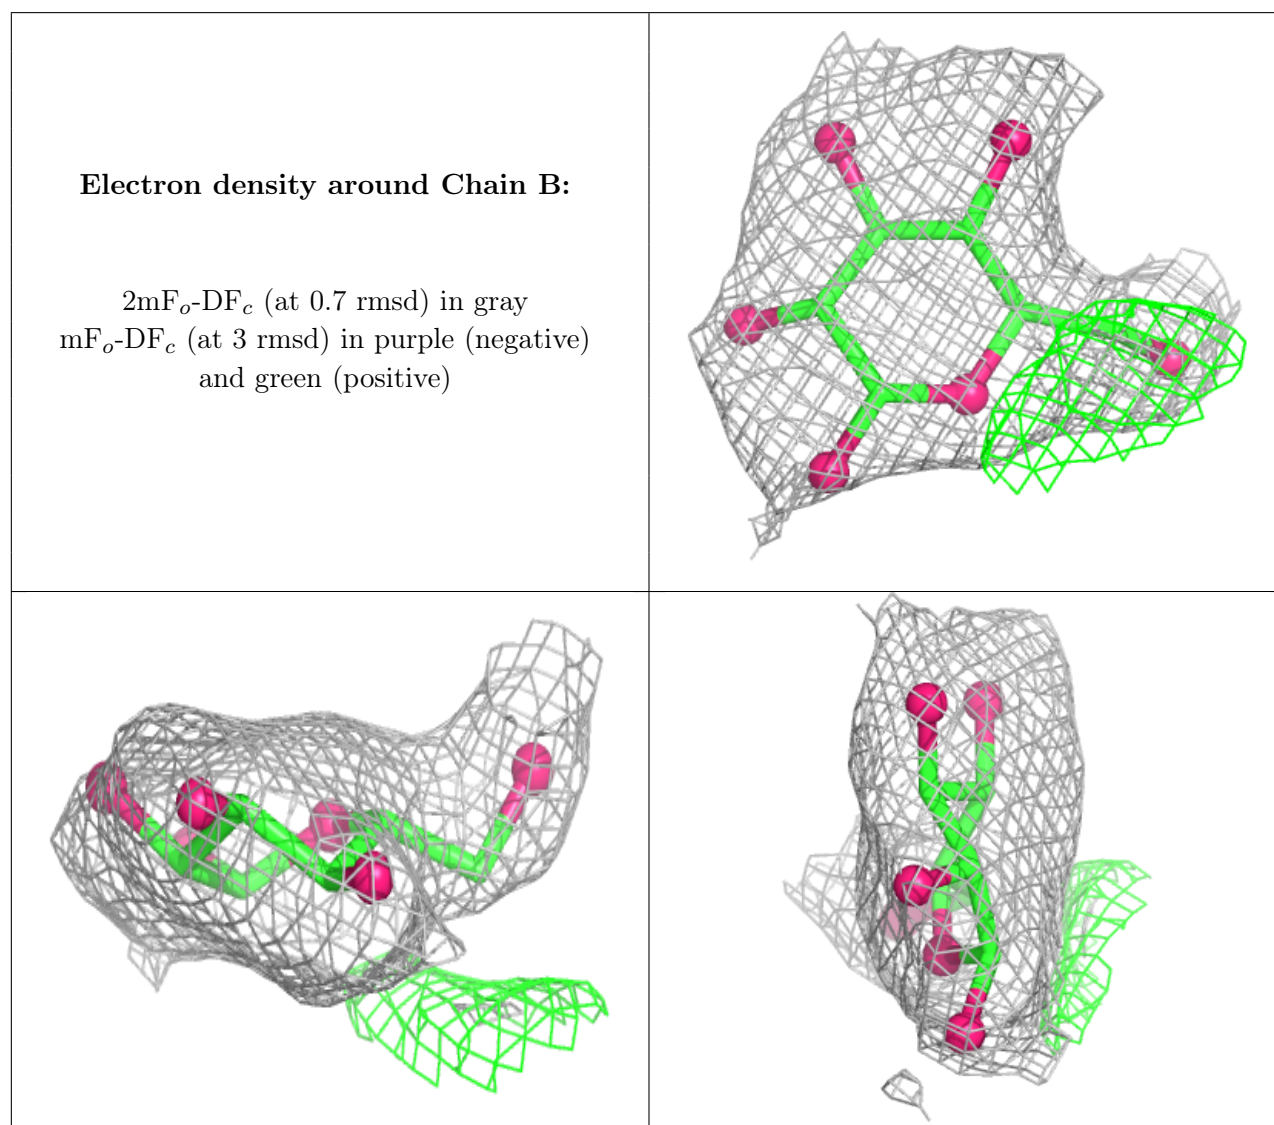 Electron density around Chain B:
2mFo-DFc (at 0.7 rmsd) in gray
mFo-DFc (at 3 rmsd) in purple (negative)
and green (positive)